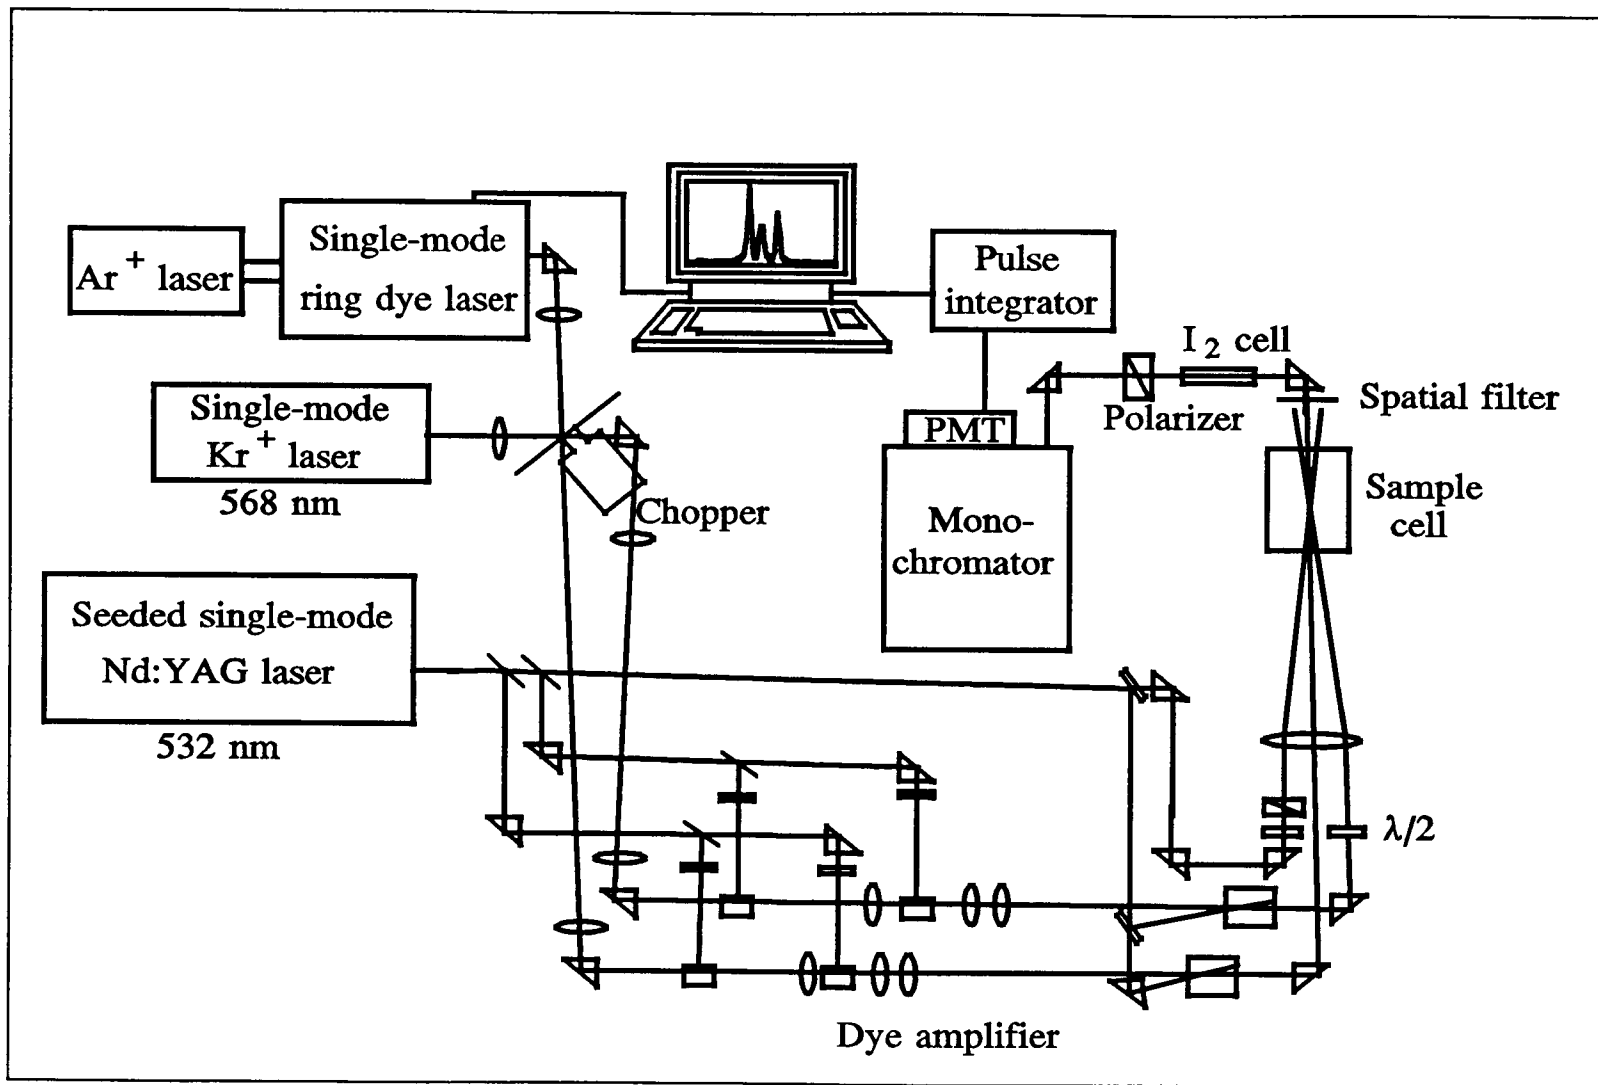 Ar + laser
Single-mode
ring dye laser
Pulse
integrator
I 2 cell
Polarizer
Spatial filter
Single-mode
Kr + laser
568 nm
PMT
Mono-
chromator
Chopper
Sample
cell
Seeded single-mode
Nd:YAG laser
532 nm
λ/2
Dye amplifier